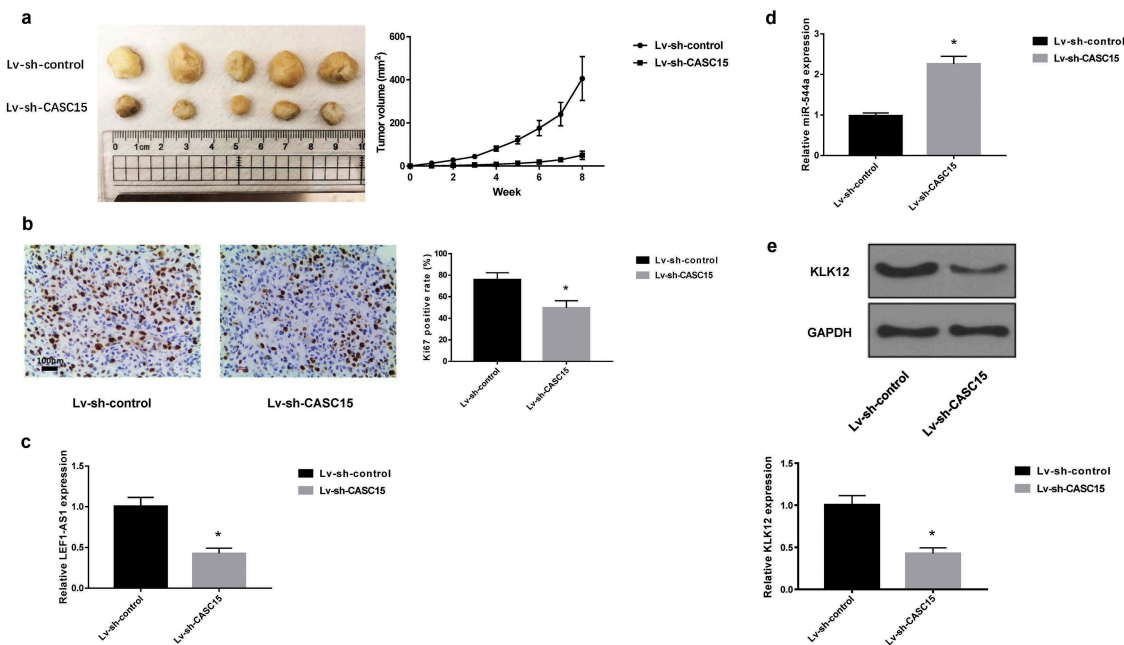 a
Lv-sh-control
Lv-sh-CASC15
0 1cm 2 3 4 5 6 7 8 9 10
Tumor volume (mm²)
600
400
200
0
0 2 4 6 8
Week
Lv-sh-control
Lv-sh-CASC15
b
100μm
Lv-sh-control
Lv-sh-CASC15
Ki67 positive rate (%)
100
80
60
40
20
0
*
Lv-sh-control
Lv-sh-CASC15
Lv-sh-control
Lv-sh-CASC15
c
Relative LEF1-AS1 expression
1.5
1.0
0.5
0.0
*
Lv-sh-control
Lv-sh-CASC15
Lv-sh-control
Lv-sh-CASC15
d
Relative miR-544a expression
3
2
1
0
*
Lv-sh-control
Lv-sh-CASC15
Lv-sh-control
Lv-sh-CASC15
e
KLK12
GAPDH
Lv-sh-control
Lv-sh-CASC15
Relative KLK12 expression
1.5
1.0
0.5
0.0
*
Lv-sh-control
Lv-sh-CASC15
Lv-sh-control
Lv-sh-CASC15